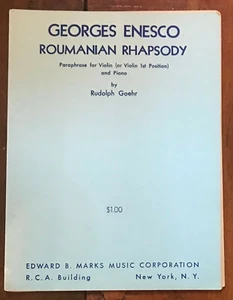 GEORGES ENESCO
ROUMANIAN RHAPSODY
Paraphrase for Violin (or Violin 1st Position)
and Piano
by
Rudolph Goehr
$1.00
EDWARD B. MARKS MUSIC CORPORATION
R.C.A. Building New York, N.Y.